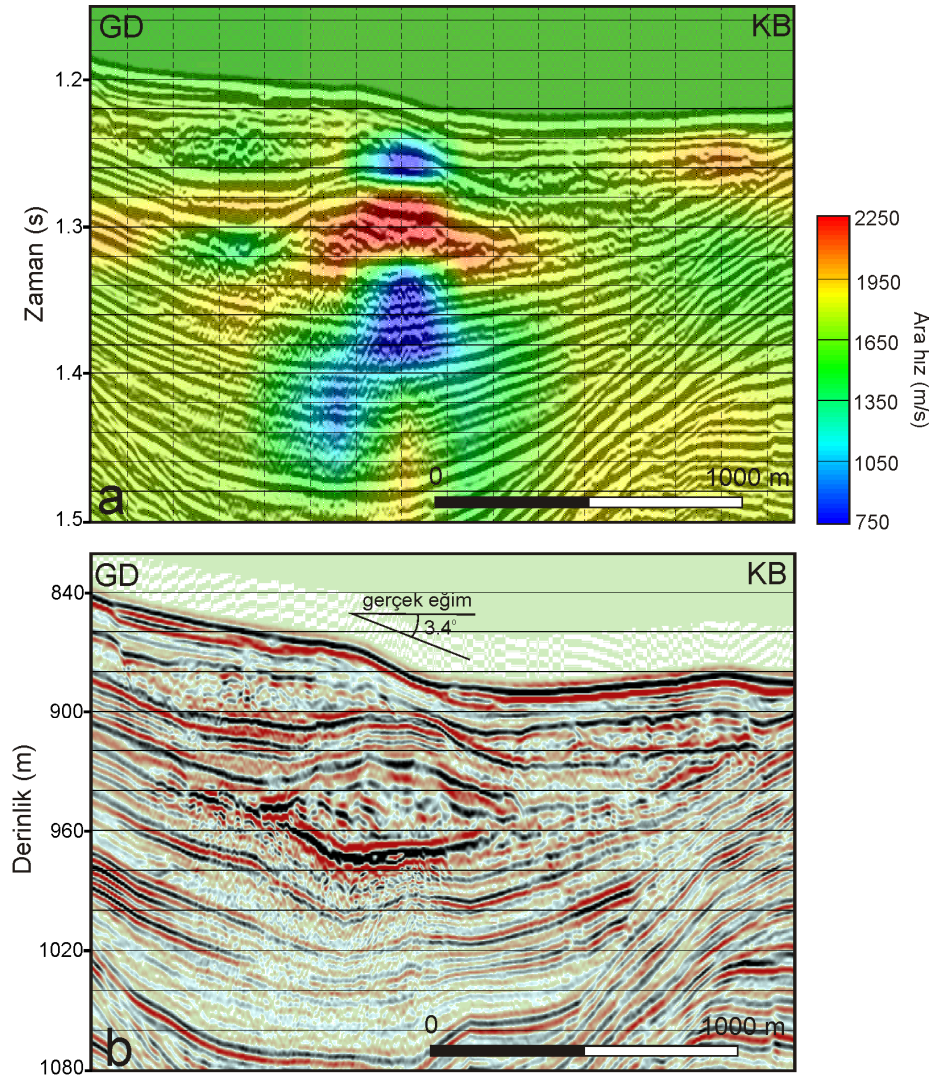 GD
KB
1.2
1.3
1.4
1.5
Zaman (s)
a
0
1000 m
2250
1950
1650
1350
1050
750
Ara hız (m/s)
GD
KB
gerçek eğim
3.4°
840
900
960
1020
1080
Derinlik (m)
b
0
1000 m